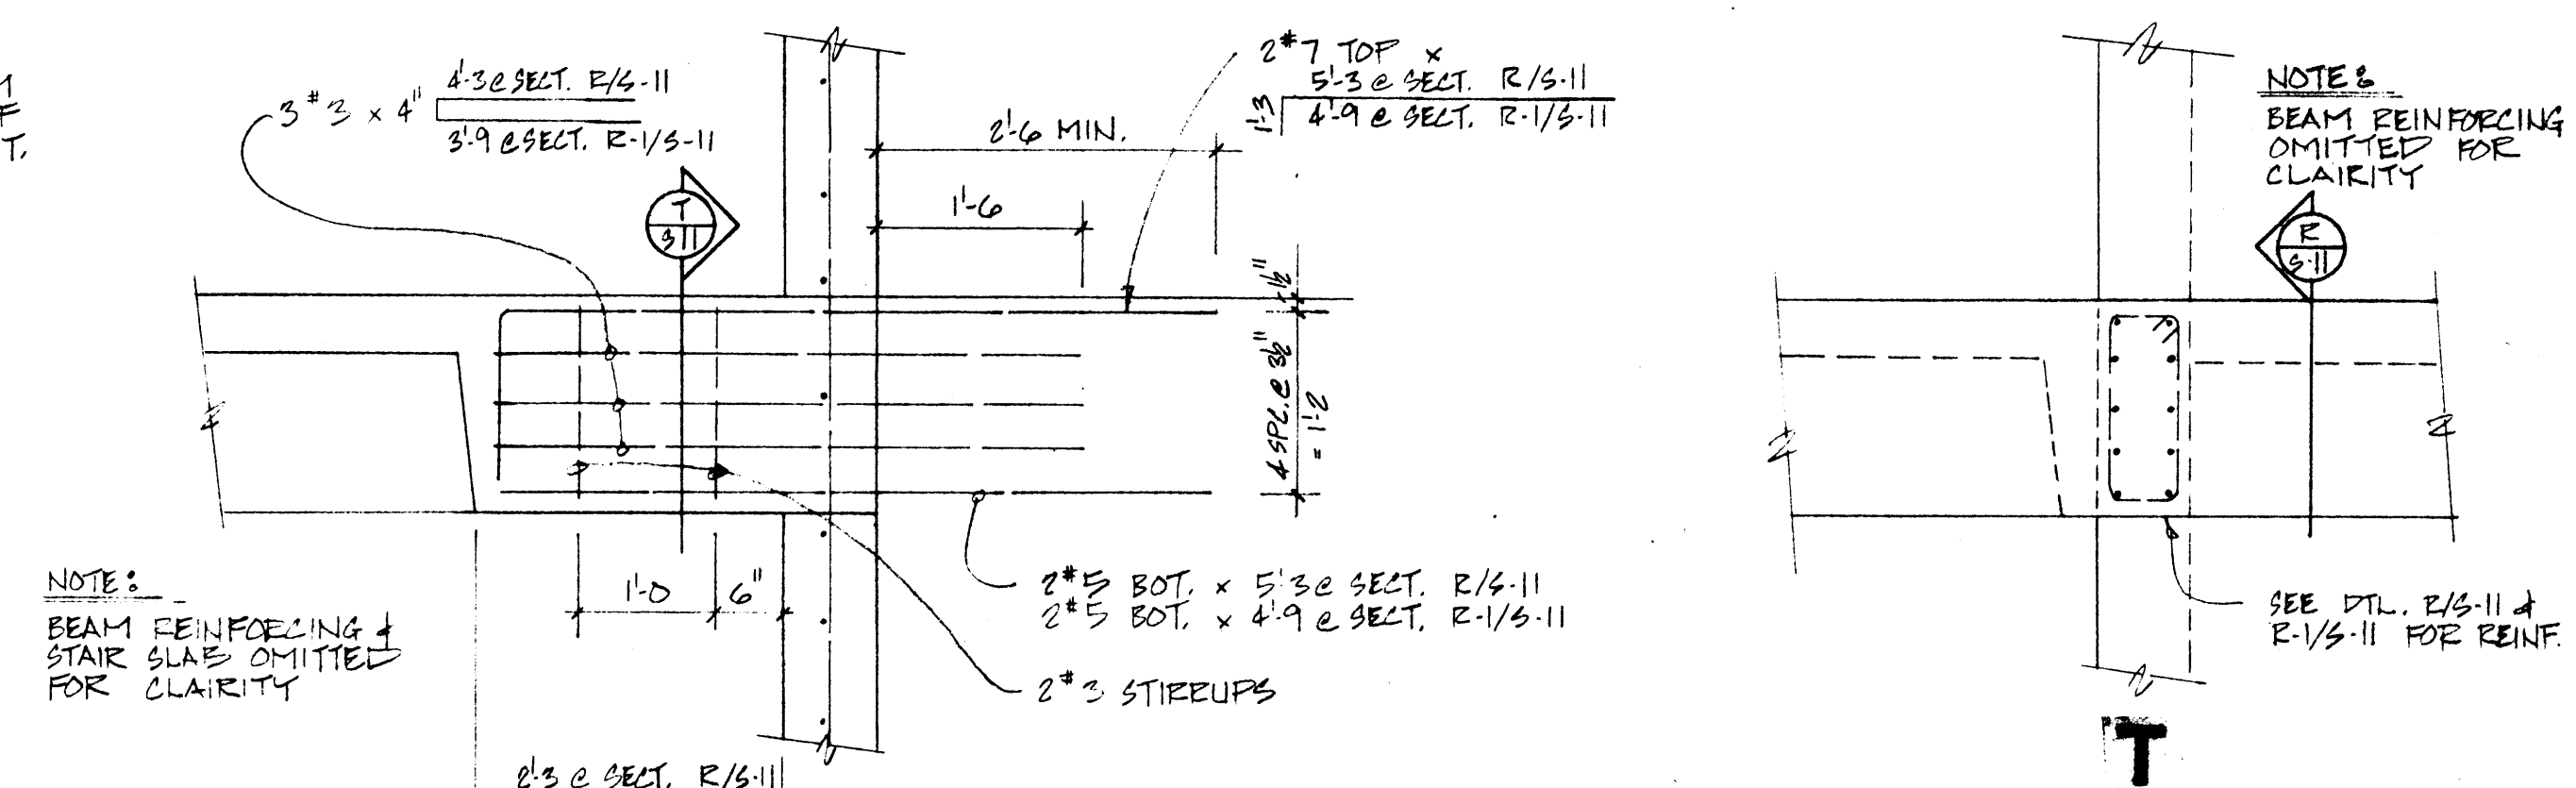 4'-3 @ SECT. R/S-11
3 #3 x 4"
3'-9 @ SECT. R-1/S-11
2'-6 MIN.
1'-6
2 #7 TOP x
5'-3 @ SECT. R/S-11
1'-3
4'-9 @ SECT. R-1/S-11
T
S 11
1½"
4 SPC. @ 3½"
= 1'-2
1'-0
6"
NOTE:
BEAM REINFORCING &
STAIR SLAB OMITTED
FOR CLAIRITY
2 #5 BOT. x 5'-3 @ SECT. R/S-11
2 #5 BOT. x 4'-9 @ SECT. R-1/S-11
2 #3 STIRRUPS
2'-3 @ SECT. R/S-11
NOTE:
BEAM REINFORCING
OMITTED FOR
CLAIRITY
R
S-11
SEE DTL. R/S-11 &
R-1/S-11 FOR REINF.
T